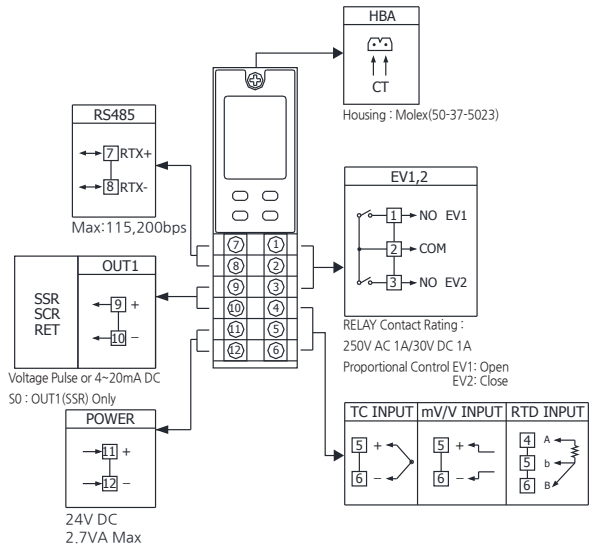 HBA
CT
Housing : Molex(50-37-5023)
RS485
7 RTX+
8 RTX-
Max:115,200bps
EV1,2
1 NO EV1
2 COM
3 NO EV2
RELAY Contact Rating :
250V AC 1A/30V DC 1A
Proportional Control EV1: Open
EV2: Close
7 1
8 2
9 3
10 4
11 5
12 6
OUT1
SSR
SCR
RET
9 +
10 −
Voltage Pulse or 4~20mA DC
S0 : OUT1(SSR) Only
POWER
11 +
12 −
24V DC
2.7VA Max
TC INPUT
5 +
6 −
mV/V INPUT
5 +
6 −
RTD INPUT
4 A
5 b
6 B